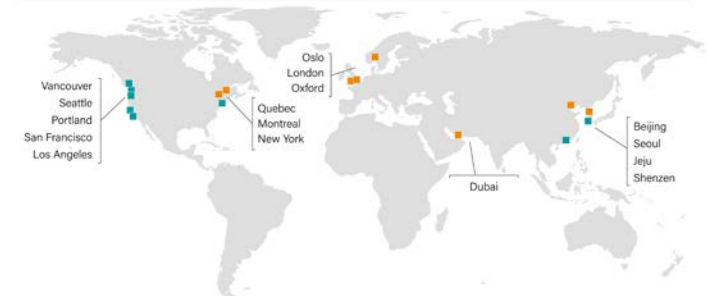 Vancouver
Seattle
Portland
San Francisco
Los Angeles
Quebec
Montreal
New York
Oslo
London
Oxford
Dubai
Beijing
Seoul
Jeju
Shenzen